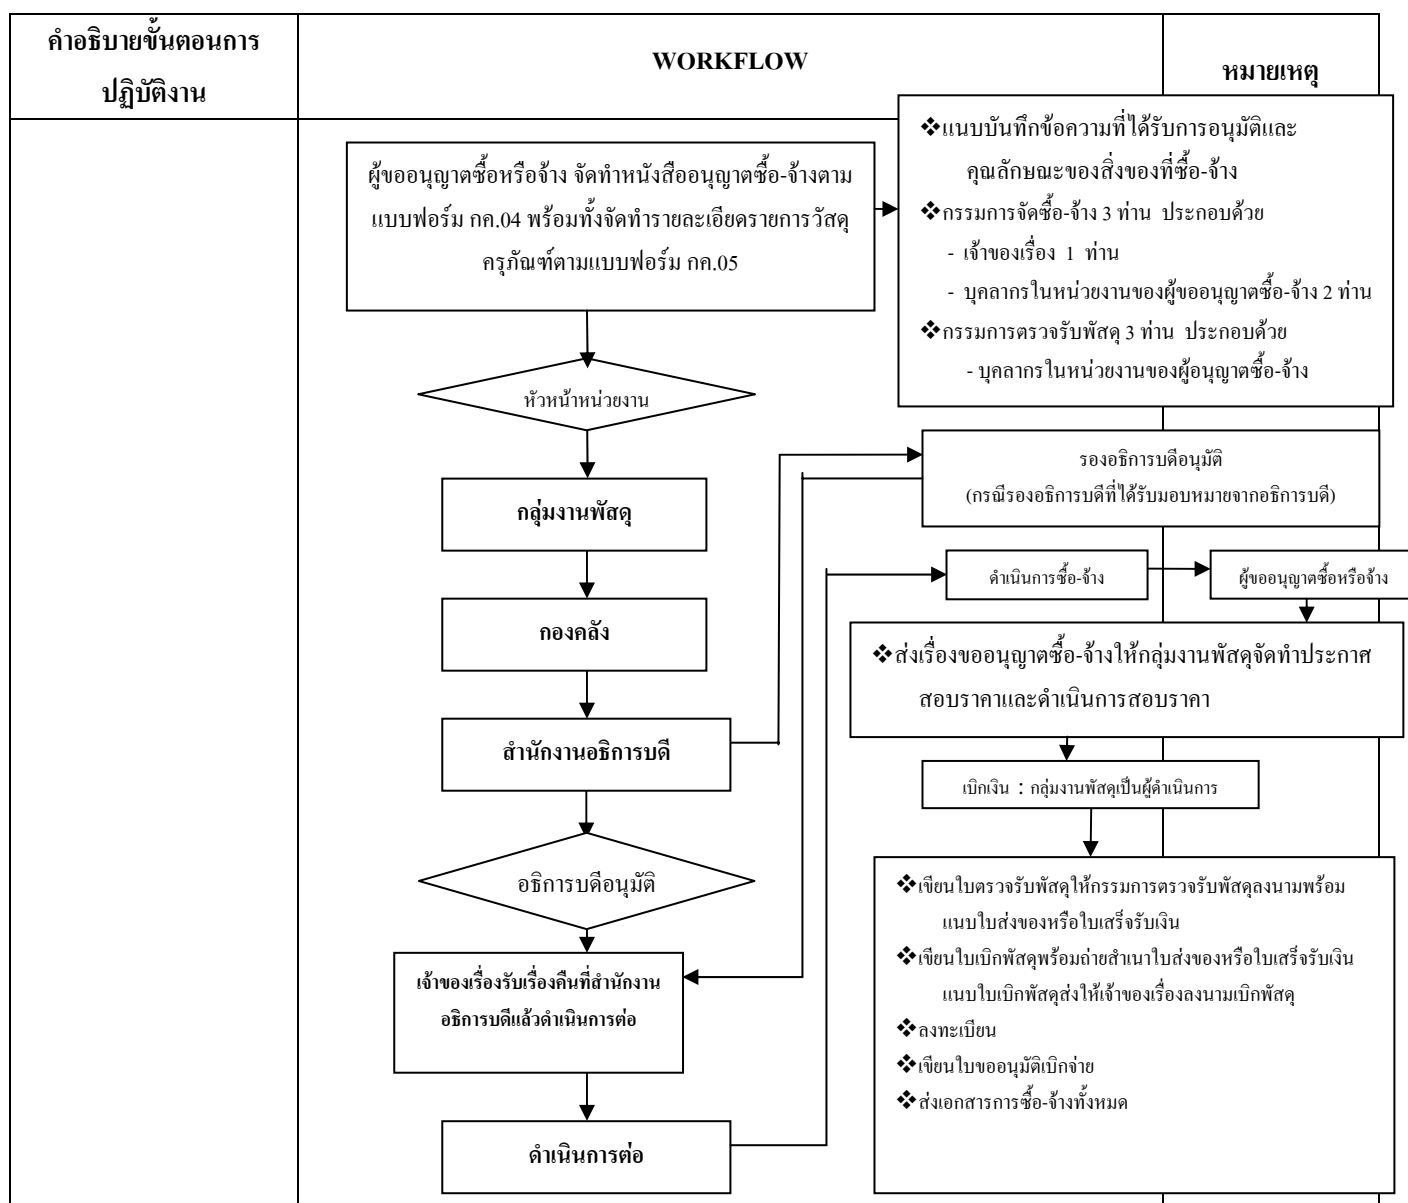 คำอธิบายขั้นตอนการ
ปฏิบัติงาน
WORKFLOW
หมายเหตุ
ผู้ขออนุญาตซื้อหรือจ้าง จัดทำหนังสืออนุญาตซื้อ-จ้างตาม
แบบฟอร์ม กค.04 พร้อมทั้งจัดทำรายละเอียดรายการวัสดุ
ครุภัณฑ์ตามแบบฟอร์ม กค.05
❖แนบบันทึกข้อความที่ได้รับการอนุมัติและ
คุณลักษณะของสิ่งของที่ซื้อ-จ้าง
❖กรรมการจัดซื้อ-จ้าง 3 ท่าน ประกอบด้วย
- เจ้าของเรื่อง 1 ท่าน
- บุคลากรในหน่วยงานของผู้ขออนุญาตซื้อ-จ้าง 2 ท่าน
❖กรรมการตรวจรับพัสดุ 3 ท่าน ประกอบด้วย
- บุคลากรในหน่วยงานของผู้อนุญาตซื้อ-จ้าง
หัวหน้าหน่วยงาน
กลุ่มงานพัสดุ
กองคลัง
สำนักงานอธิการบดี
อธิการบดีอนุมัติ
เจ้าของเรื่องรับเรื่องคืนที่สำนักงาน
อธิการบดีแล้วดำเนินการต่อ
ดำเนินการต่อ
รองอธิการบดีอนุมัติ
(กรณีรองอธิการบดีที่ได้รับมอบหมายจากอธิการบดี)
ดำเนินการซื้อ-จ้าง
ผู้ขออนุญาตซื้อหรือจ้าง
❖ส่งเรื่องขออนุญาตซื้อ-จ้างให้กลุ่มงานพัสดุจัดทำประกาศ
สอบราคาและดำเนินการสอบราคา
เบิกเงิน : กลุ่มงานพัสดุเป็นผู้ดำเนินการ
❖เขียนใบตรวจรับพัสดุให้กรรมการตรวจรับพัสดุลงนามพร้อม
แนบใบส่งของหรือใบเสร็จรับเงิน
❖เขียนใบเบิกพัสดุพร้อมถ่ายสำเนาใบส่งของหรือใบเสร็จรับเงิน
แนบใบเบิกพัสดุส่งให้เจ้าของเรื่องลงนามเบิกพัสดุ
❖ลงทะเบียน
❖เขียนใบขออนุมัติเบิกจ่าย
❖ส่งเอกสารการซื้อ-จ้างทั้งหมด